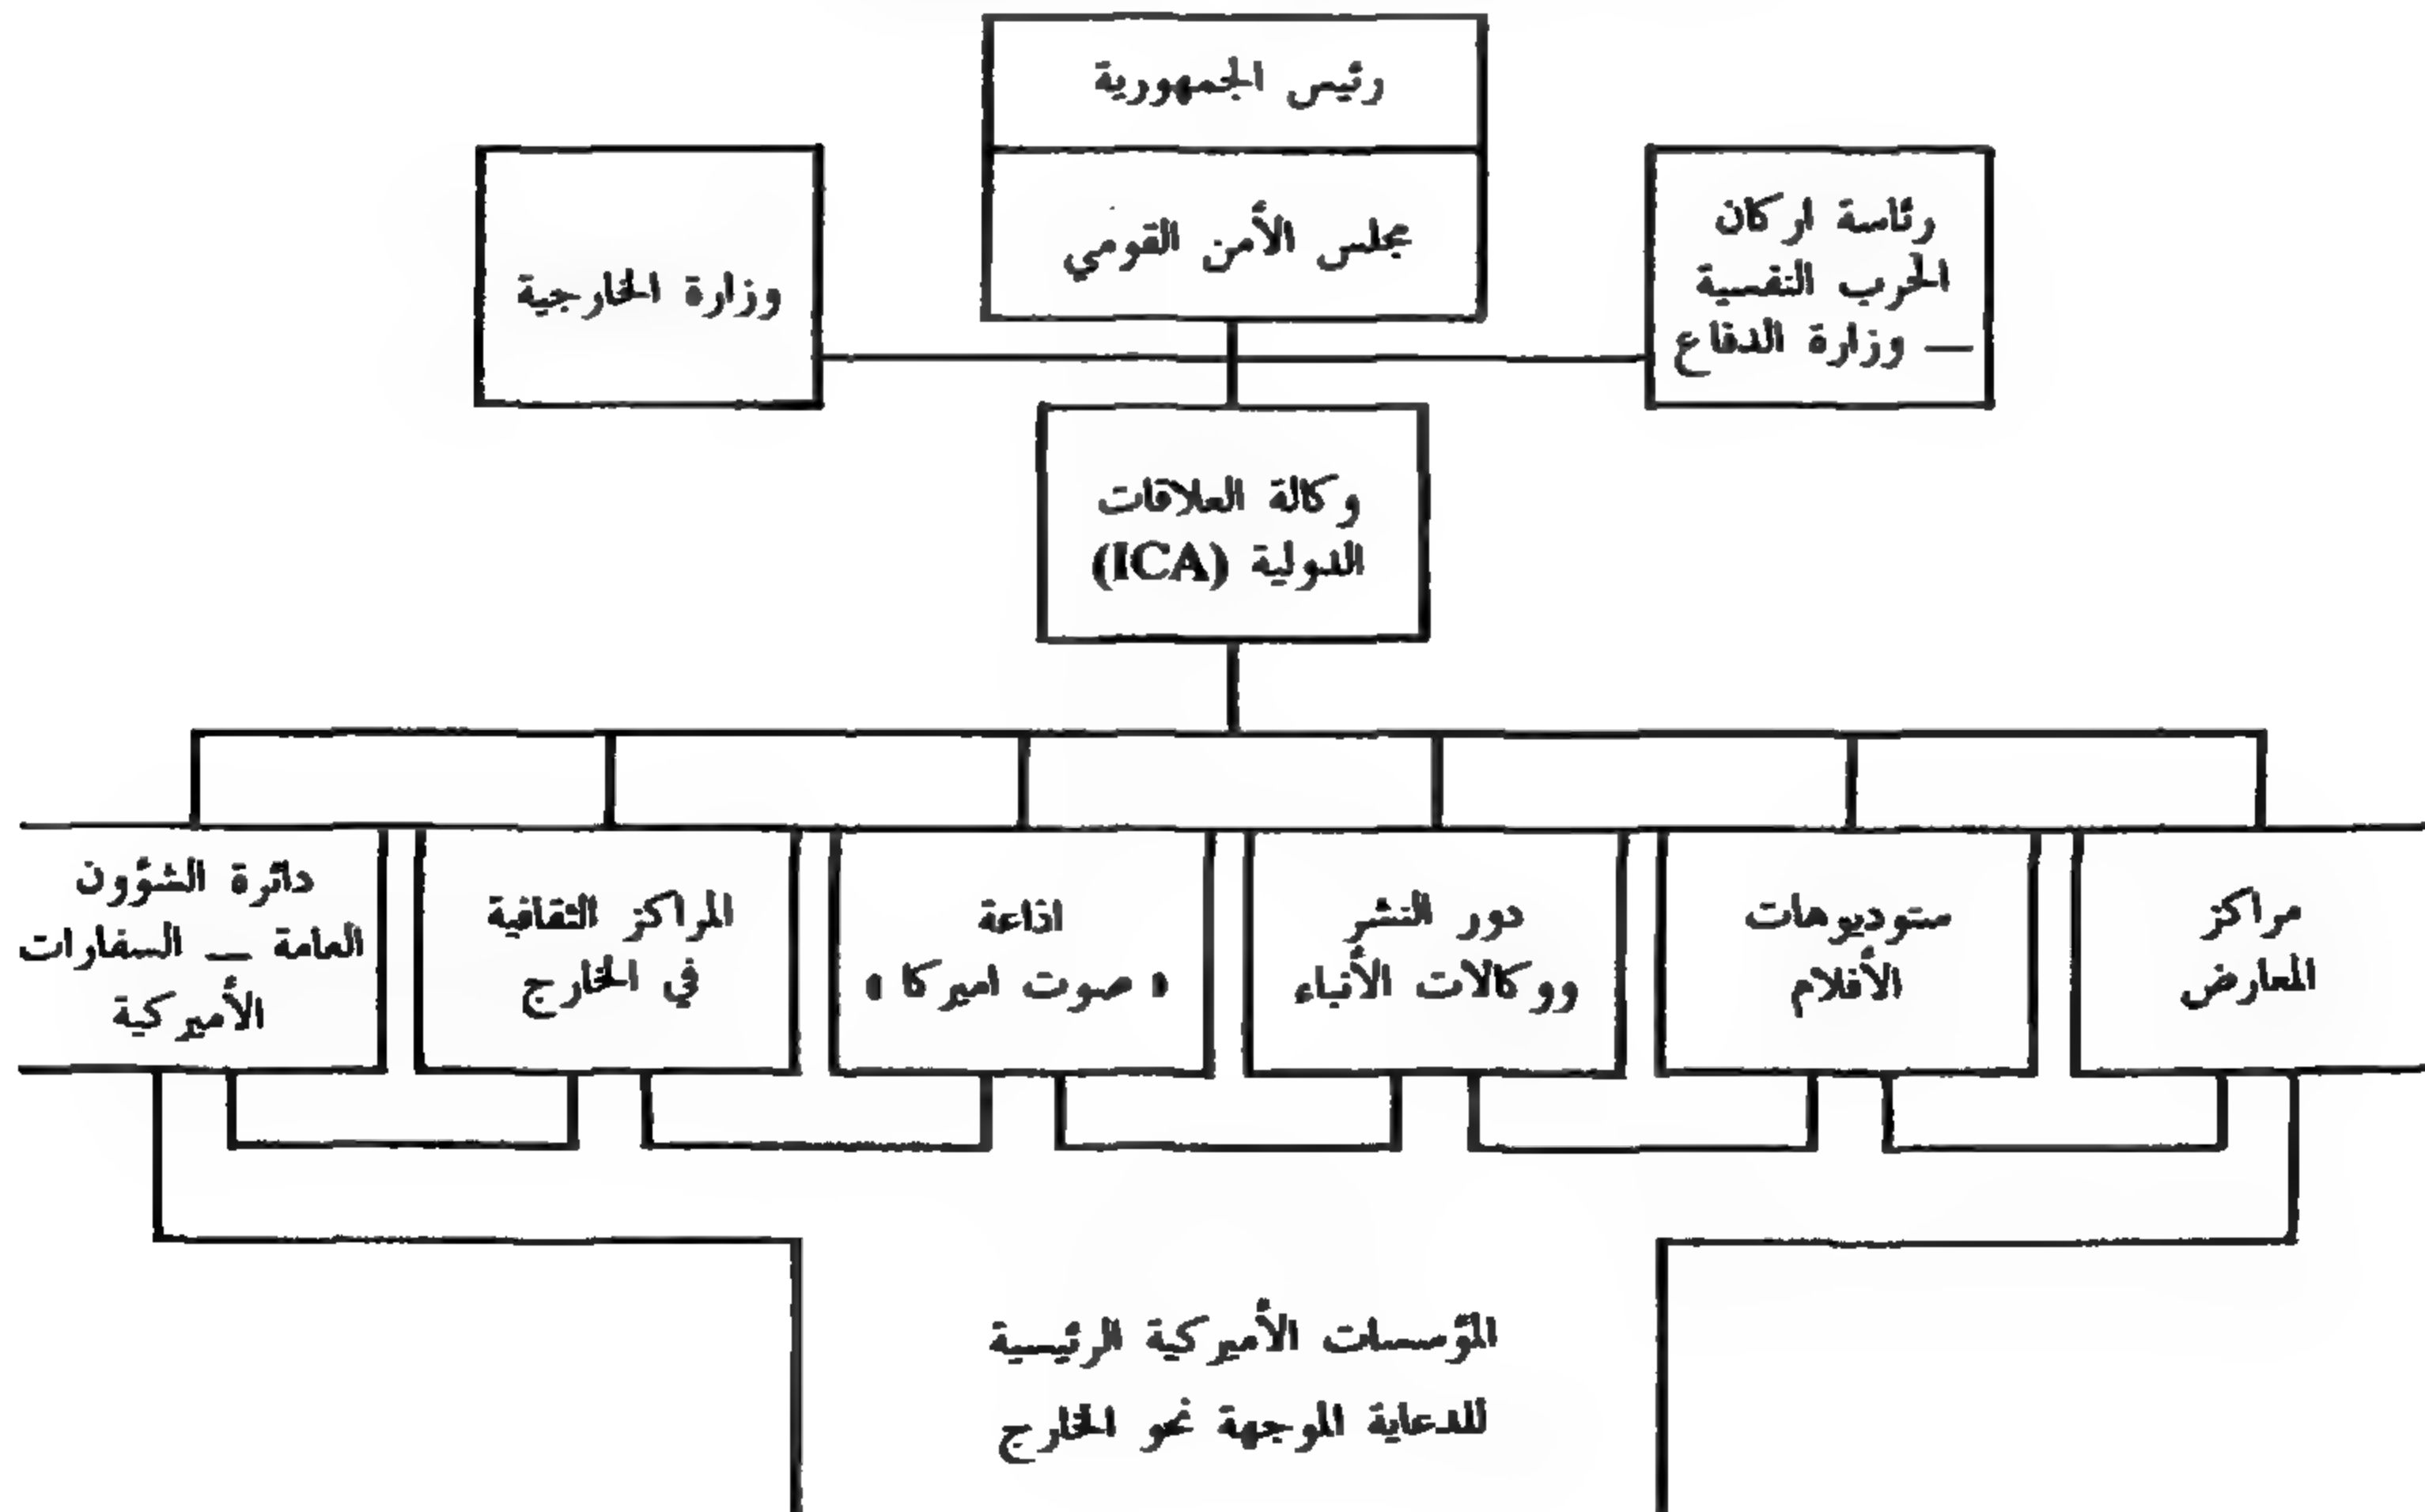 رئيس الجمهورية
مجلس الأمن القومي
رئاسة اركان
الحرب النفسية
— وزارة الدفاع
وزارة الخارجية
وكالة العلاقات
الدولية (ICA)
مراكز
المعارض
ستوديوهات
الأفلام
دور النشر
ووكالات الأنباء
اذاعة
« صوت اميركا »
المراكز الثقافية
في الخارج
دائرة الشؤون
العامة — السفارات
الأميركية
المؤسسات الأميركية الرئيسية
للدعاية الموجهة نحو الخارج